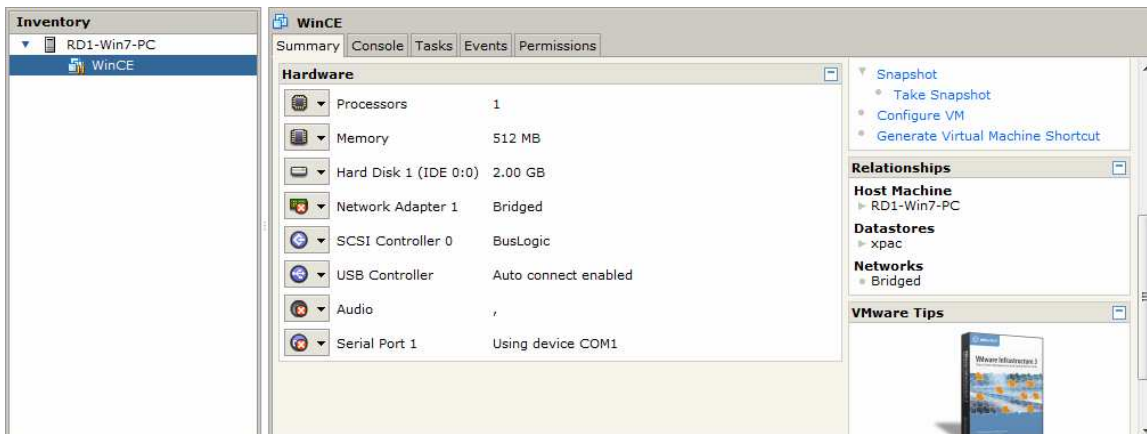 Inventory
RD1-Win7-PC
WinCE
WinCE
Summary Console Tasks Events Permissions
Hardware
Processors 1
Memory 512 MB
Hard Disk 1 (IDE 0:0) 2.00 GB
Network Adapter 1 Bridged
SCSI Controller 0 BusLogic
USB Controller Auto connect enabled
Audio ,
Serial Port 1 Using device COM1
Snapshot
Take Snapshot
Configure VM
Generate Virtual Machine Shortcut
Relationships
Host Machine
RD1-Win7-PC
Datastores
xpac
Networks
Bridged
VMware Tips
VMware Infrastructure 3